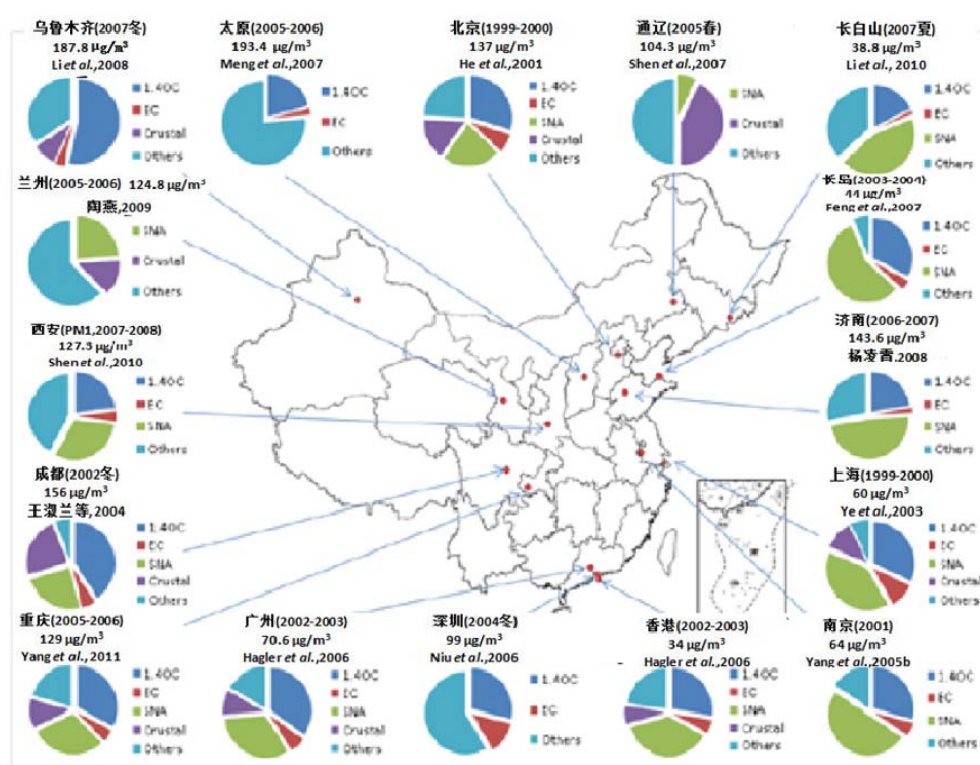 乌鲁木齐(2007冬)
187.8 μg/m³
Li et al.,2008
1.4OC
EC
Crustal
Others
太原(2005-2006)
193.4 μg/m³
Meng et al.,2007
1.4OC
EC
Others
北京(1999-2000)
137 μg/m³
He et al.,2001
1.4OC
EC
SNA
Crustal
Others
通辽(2005春)
104.3 μg/m³
Shen et al.,2007
SNA
Crustal
Others
长白山(2007夏)
38.8 μg/m³
Li et al., 2010
1.4OC
EC
SNA
Others
兰州(2005-2006) 124.8 μg/m³
陶燕,2009
SNA
Crustal
Others
长岛(2003-2004)
44 μg/m³
Feng et al.,2007
1.4OC
EC
SNA
Others
西安(PM1,2007-2008)
127.3 μg/m³
Shen et al.,2010
1.4OC
EC
SNA
Others
济南(2006-2007)
143.6 μg/m³
杨凌霄,2008
1.4OC
EC
SNA
Others
成都(2002冬)
156 μg/m³
王淑兰等,2004
1.4OC
EC
SNA
Crustal
Others
上海(1999-2000)
60 μg/m³
Ye et al.,2003
1.4OC
EC
SNA
Crustal
Others
重庆(2005-2006)
129 μg/m³
Yang et al.,2011
1.4OC
EC
SNA
Crustal
Others
广州(2002-2003)
70.6 μg/m³
Hagler et al.,2006
1.4OC
EC
SNA
Crustal
Others
深圳(2004冬)
99 μg/m³
Niu et al.,2006
1.4OC
EC
Others
香港(2002-2003)
34 μg/m³
Hagler et al.,2006
1.4OC
EC
SNA
Crustal
Others
南京(2001)
64 μg/m³
Yang et al.,2005b
1.4OC
EC
SNA
Others